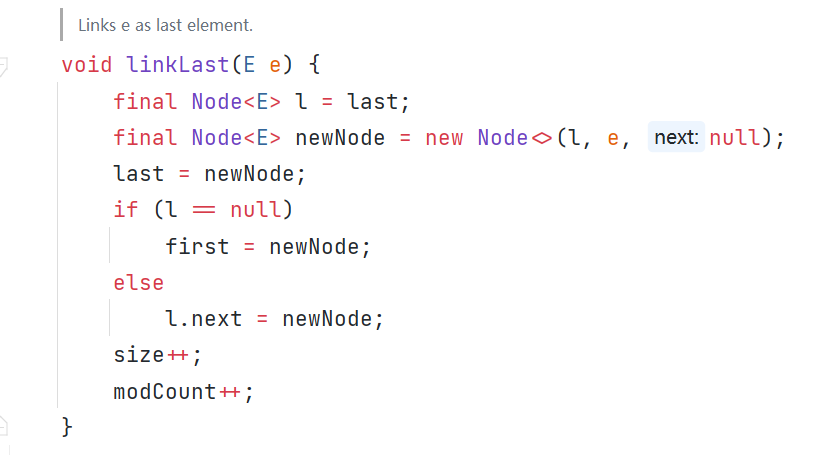 Links e as last element.
void linkLast(E e) {
    final Node<E> l = last;
    final Node<E> newNode = new Node<>(l, e, next: null);
    last = newNode;
    if (l == null)
        first = newNode;
    else
        l.next = newNode;
    size++;
    modCount++;
}